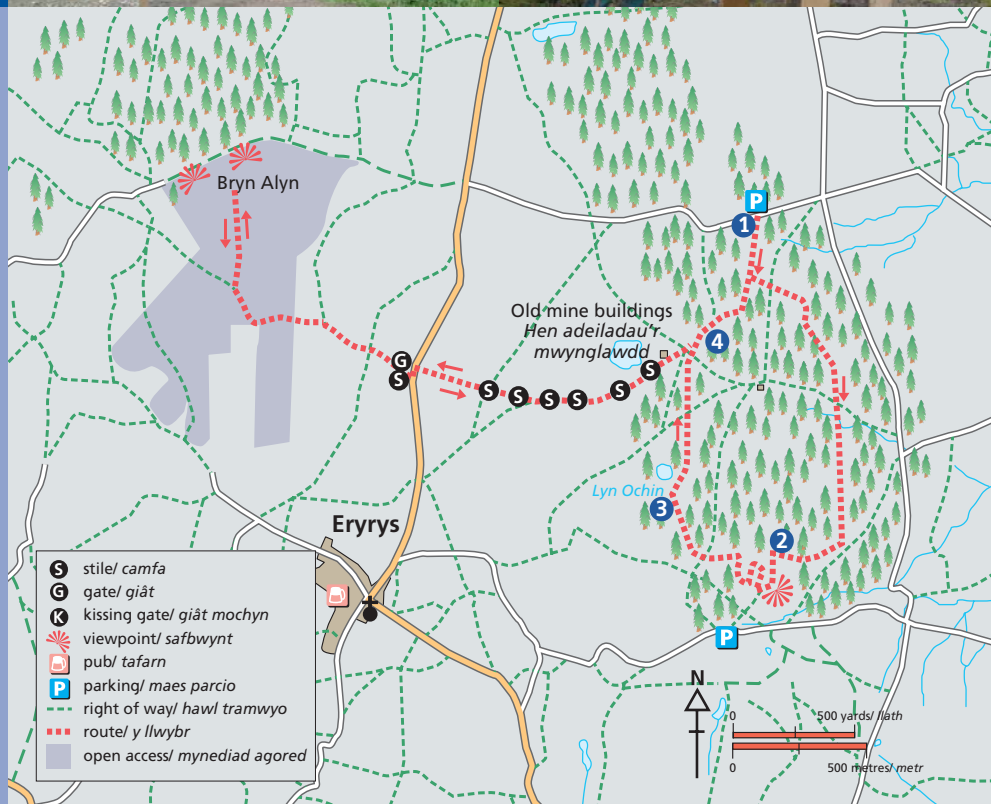 P
1
Bryn Alyn
Old mine buildings
Hen adeiladau'r
mwynglawdd
4
G
S
S
S
S
S
S
S
Lyn Ochin
3
2
Eryrys
P
S stile/ camfa
G gate/ giât
K kissing gate/ giât mochyn
viewpoint/ safbwynt
pub/ tafarn
P parking/ maes parcio
right of way/ hawl tramwyo
route/ y llwybr
open access/ mynediad agored
N
0 500 yards/ llath
0 500 metres/ metr